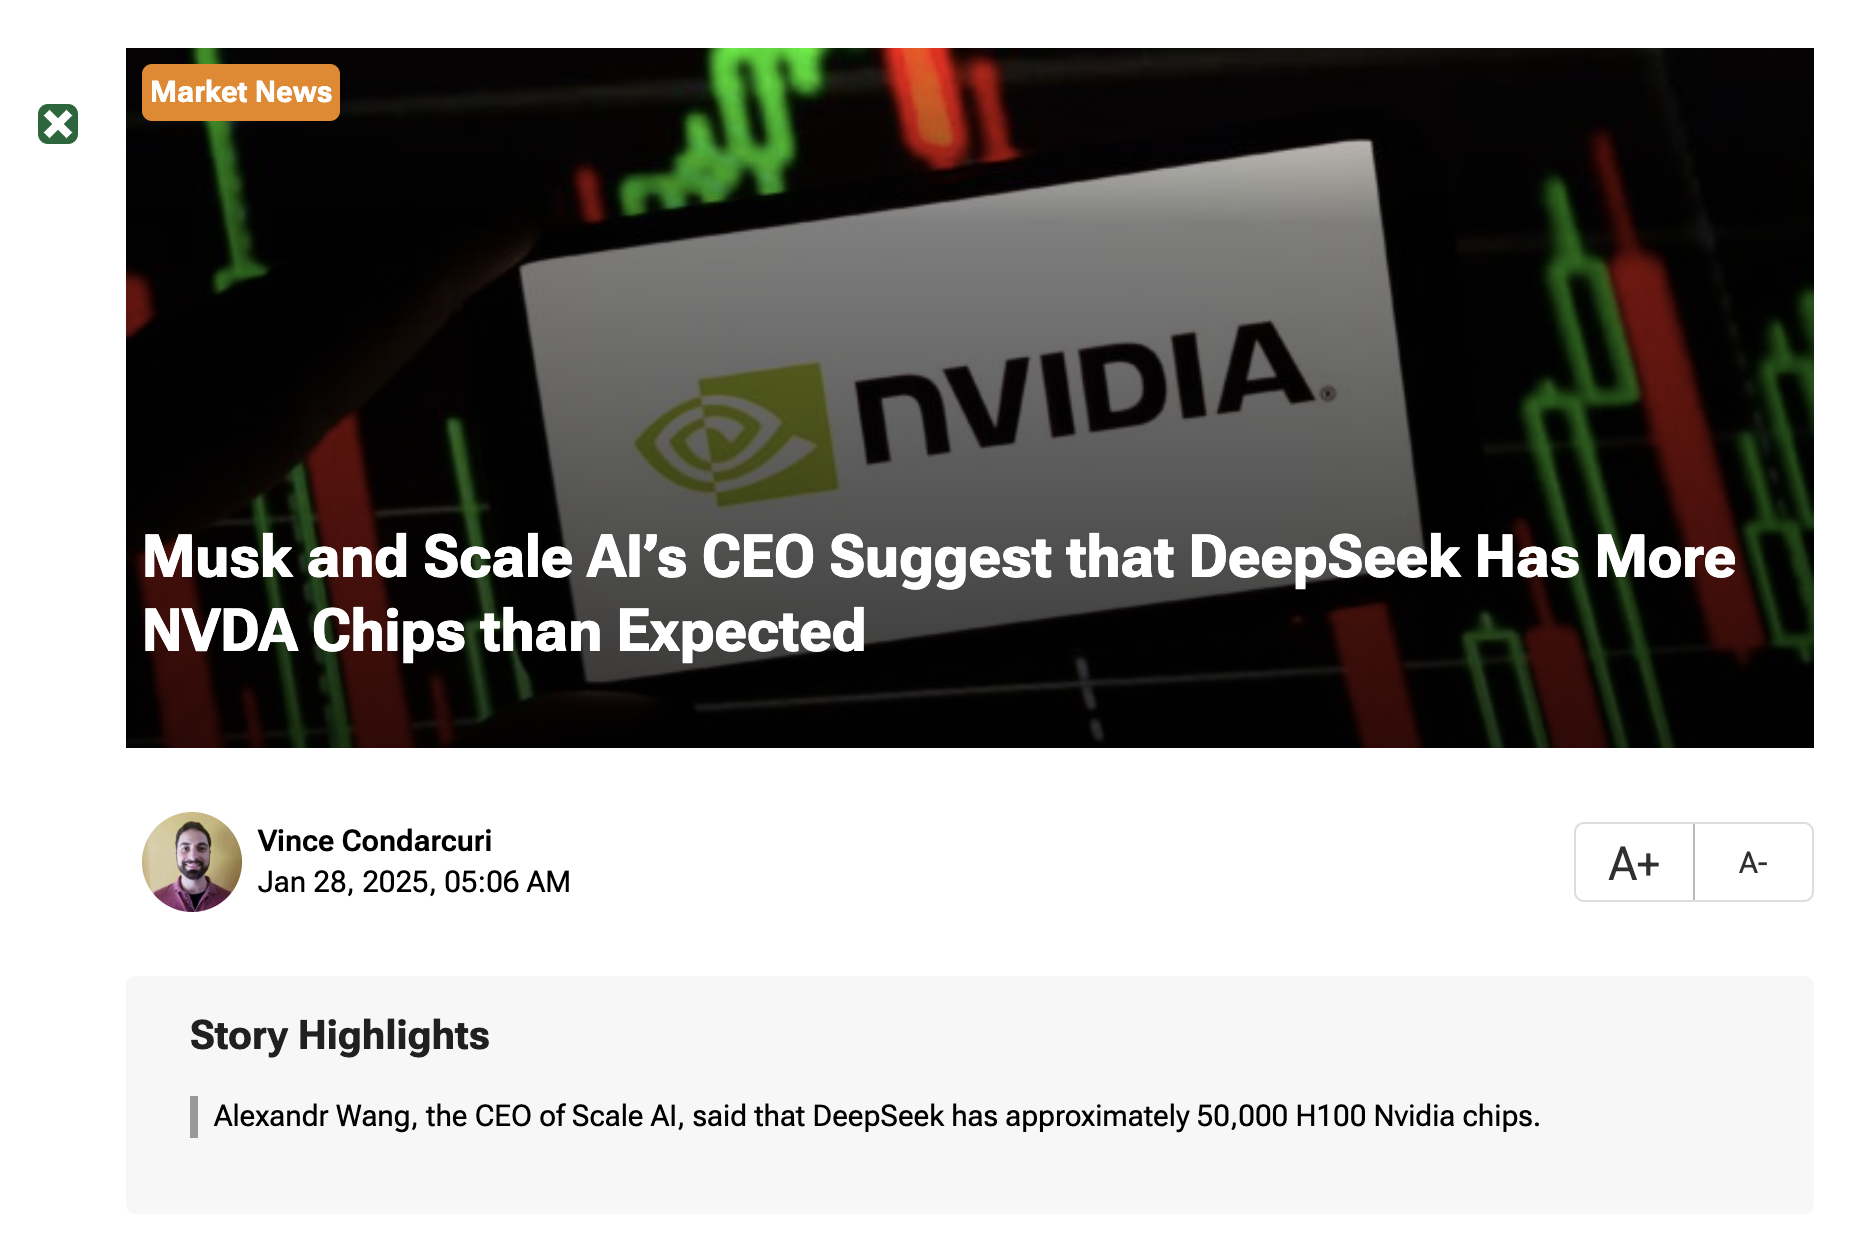 Market News
NVIDIA
Musk and Scale AI’s CEO Suggest that DeepSeek Has More
NVDA Chips than Expected
Vince Condarcuri
Jan 28, 2025, 05:06 AM
A+
A-
Story Highlights
Alexandr Wang, the CEO of Scale AI, said that DeepSeek has approximately 50,000 H100 Nvidia chips.